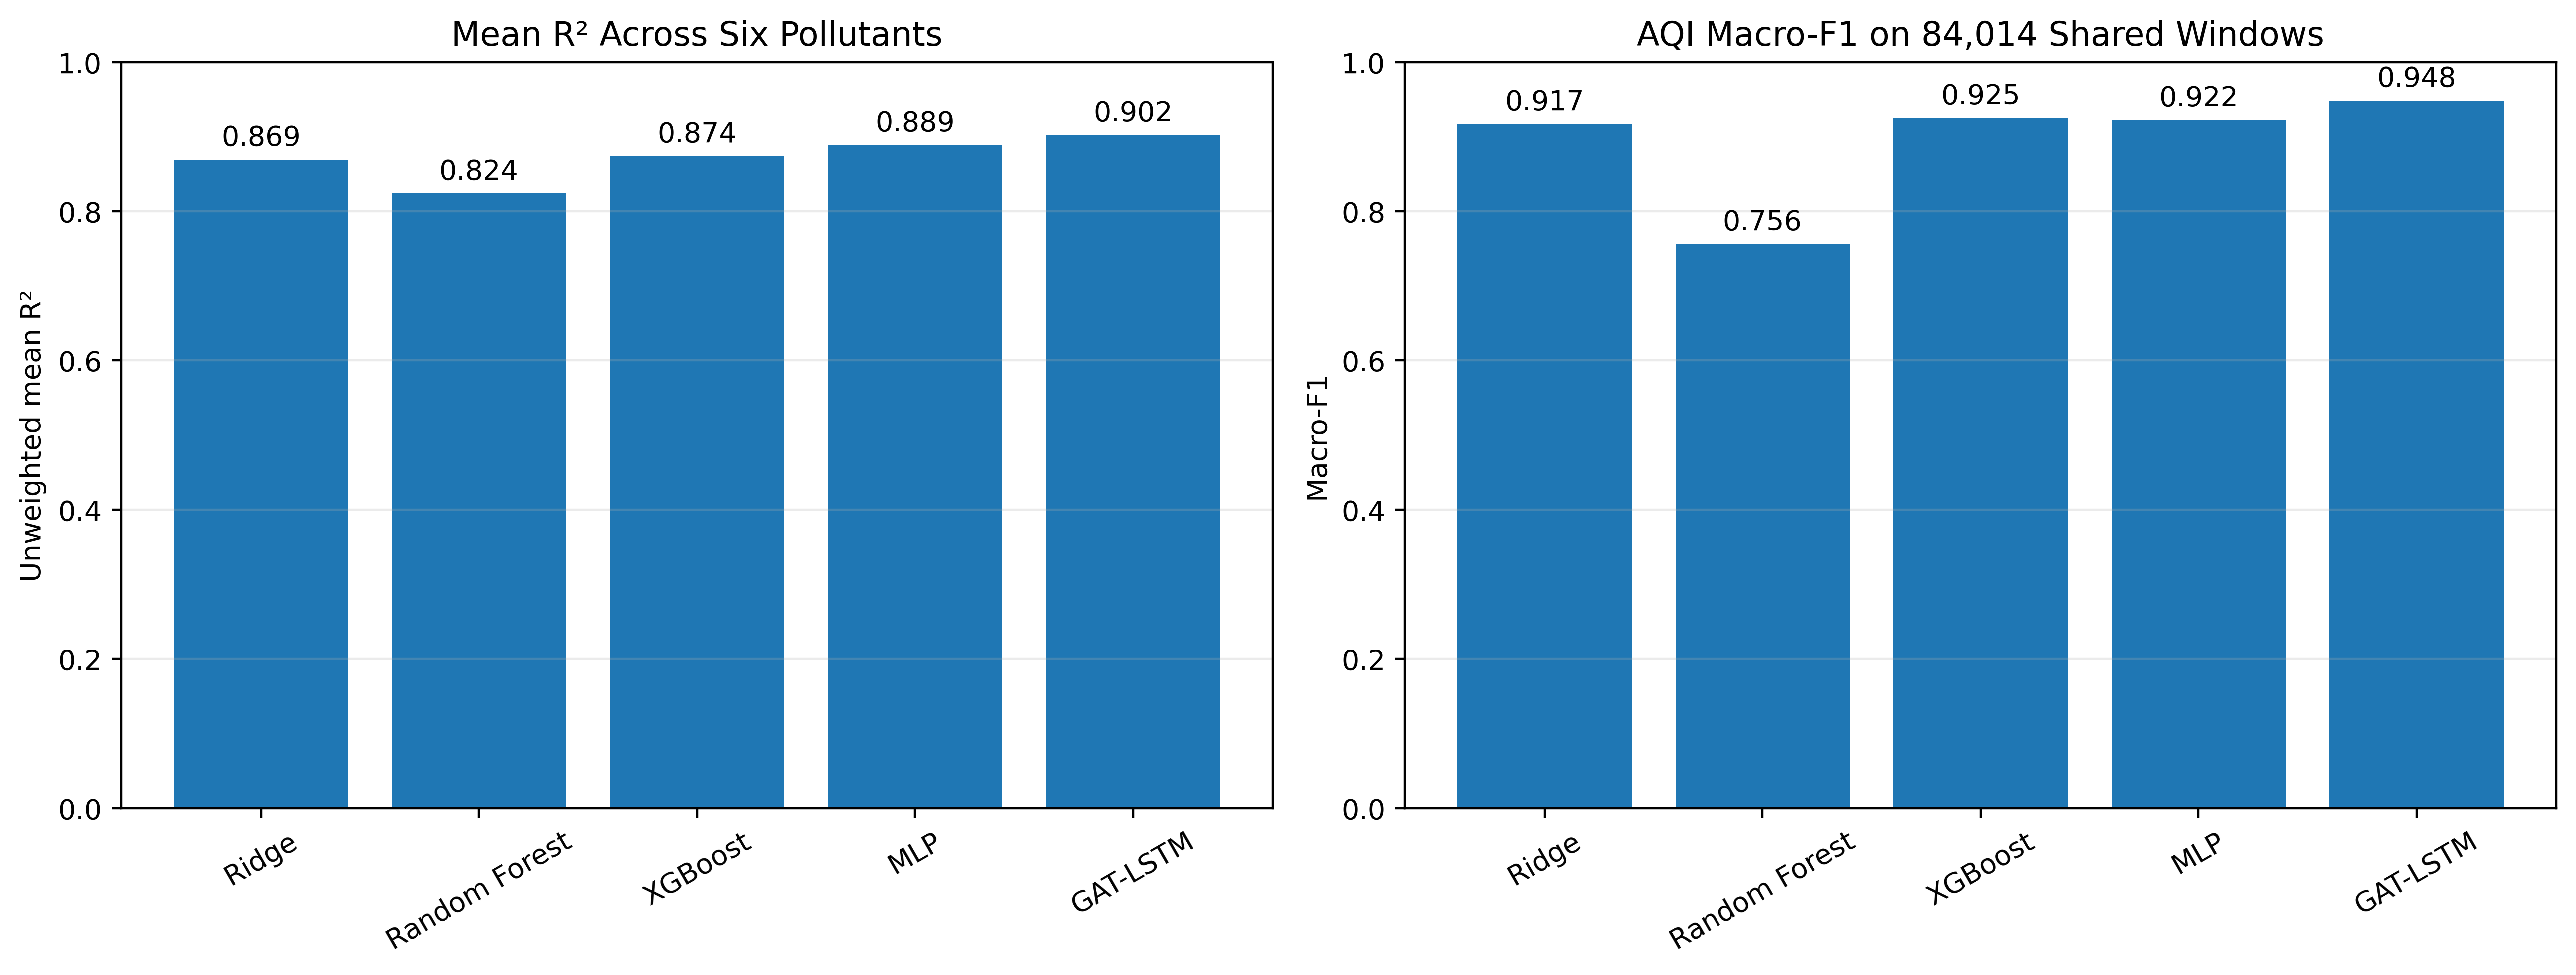 Mean R² Across Six Pollutants
Unweighted mean R²
1.0
0.8
0.6
0.4
0.2
0.0
0.869
0.824
0.874
0.889
0.902
Ridge
Random Forest
XGBoost
MLP
GAT-LSTM
AQI Macro-F1 on 84,014 Shared Windows
Macro-F1
1.0
0.8
0.6
0.4
0.2
0.0
0.917
0.756
0.925
0.922
0.948
Ridge
Random Forest
XGBoost
MLP
GAT-LSTM